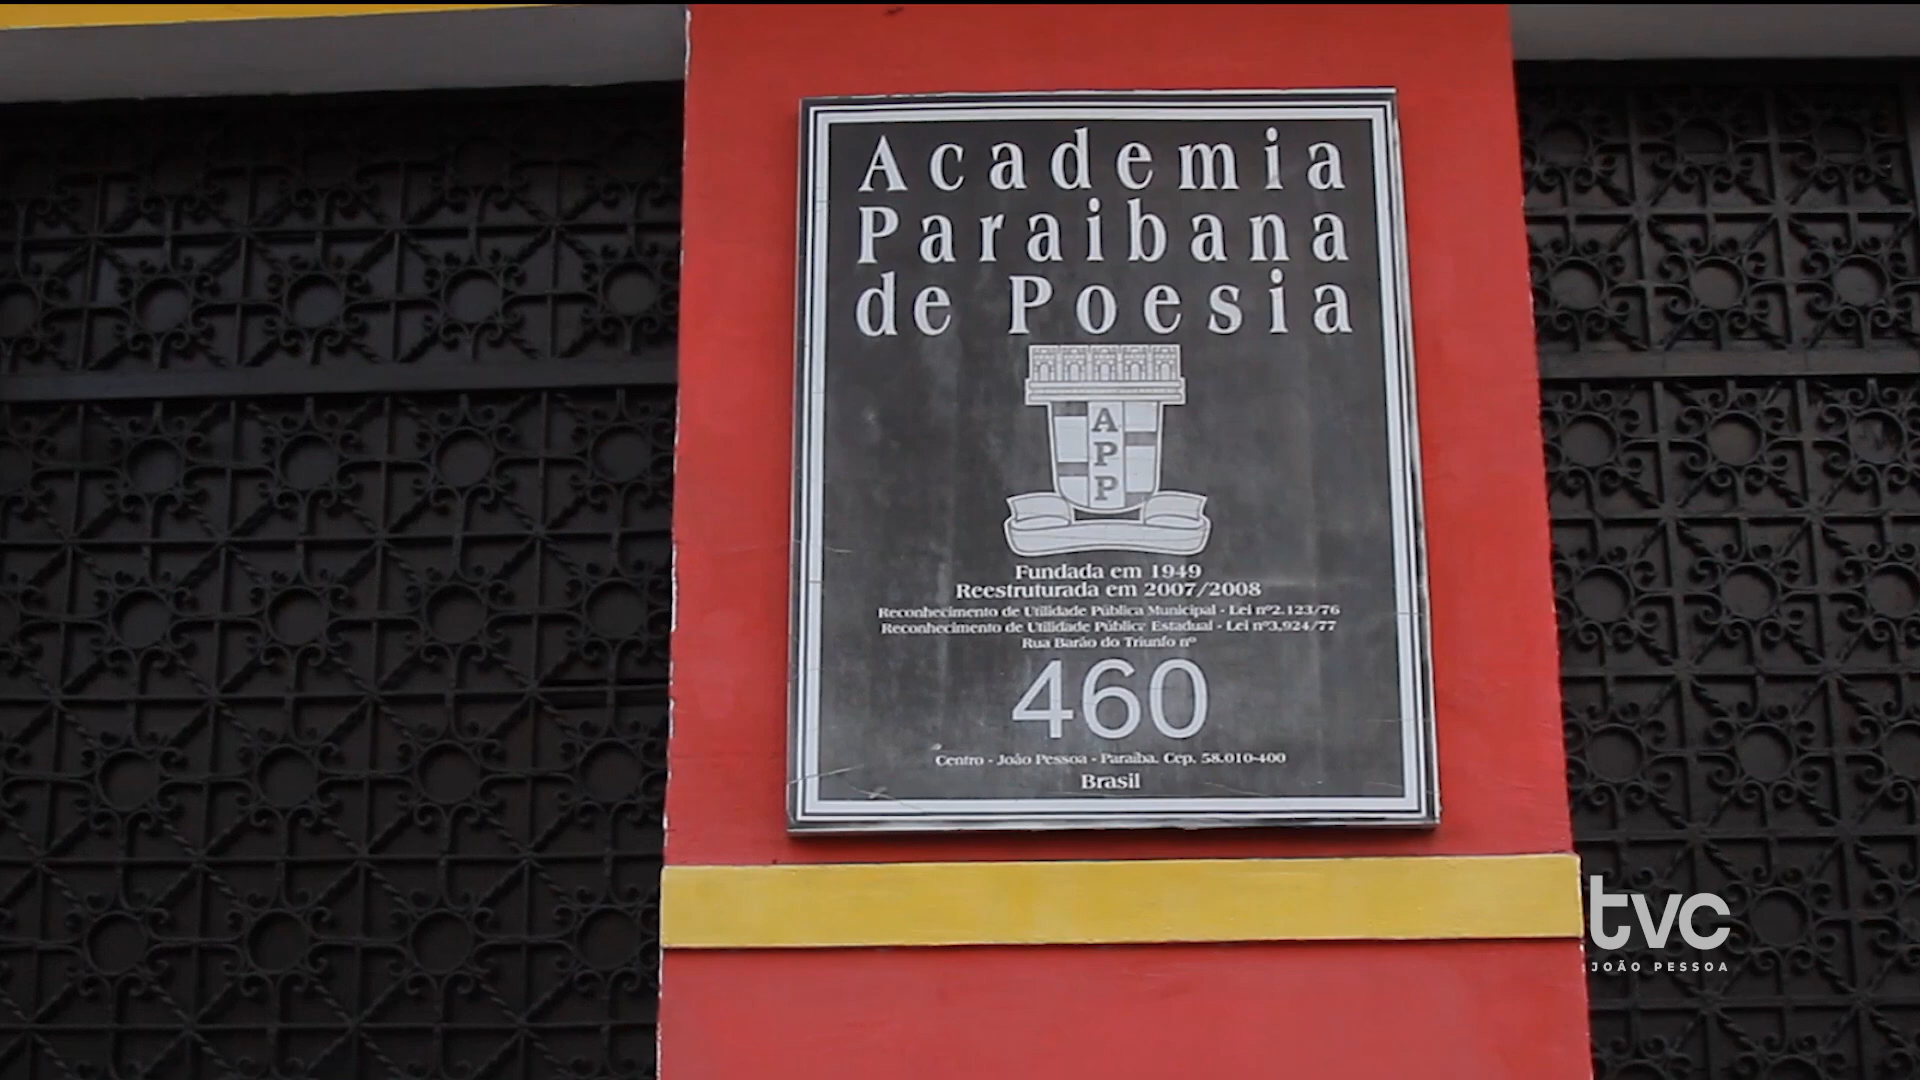 Academia
Paraibana
de Poesia
A
P
P
Fundada em 1949
Reestruturada em 2007/2008
Reconhecimento de Utilidade Pública Municipal - Lei nº2.123/76
Reconhecimento de Utilidade Pública Estadual - Lei nº3,924/77
Rua Barão do Triunfo nº
460
Centro - João Pessoa - Paraíba. Cep. 58.010-400
Brasil
tvc
JOÃO PESSOA